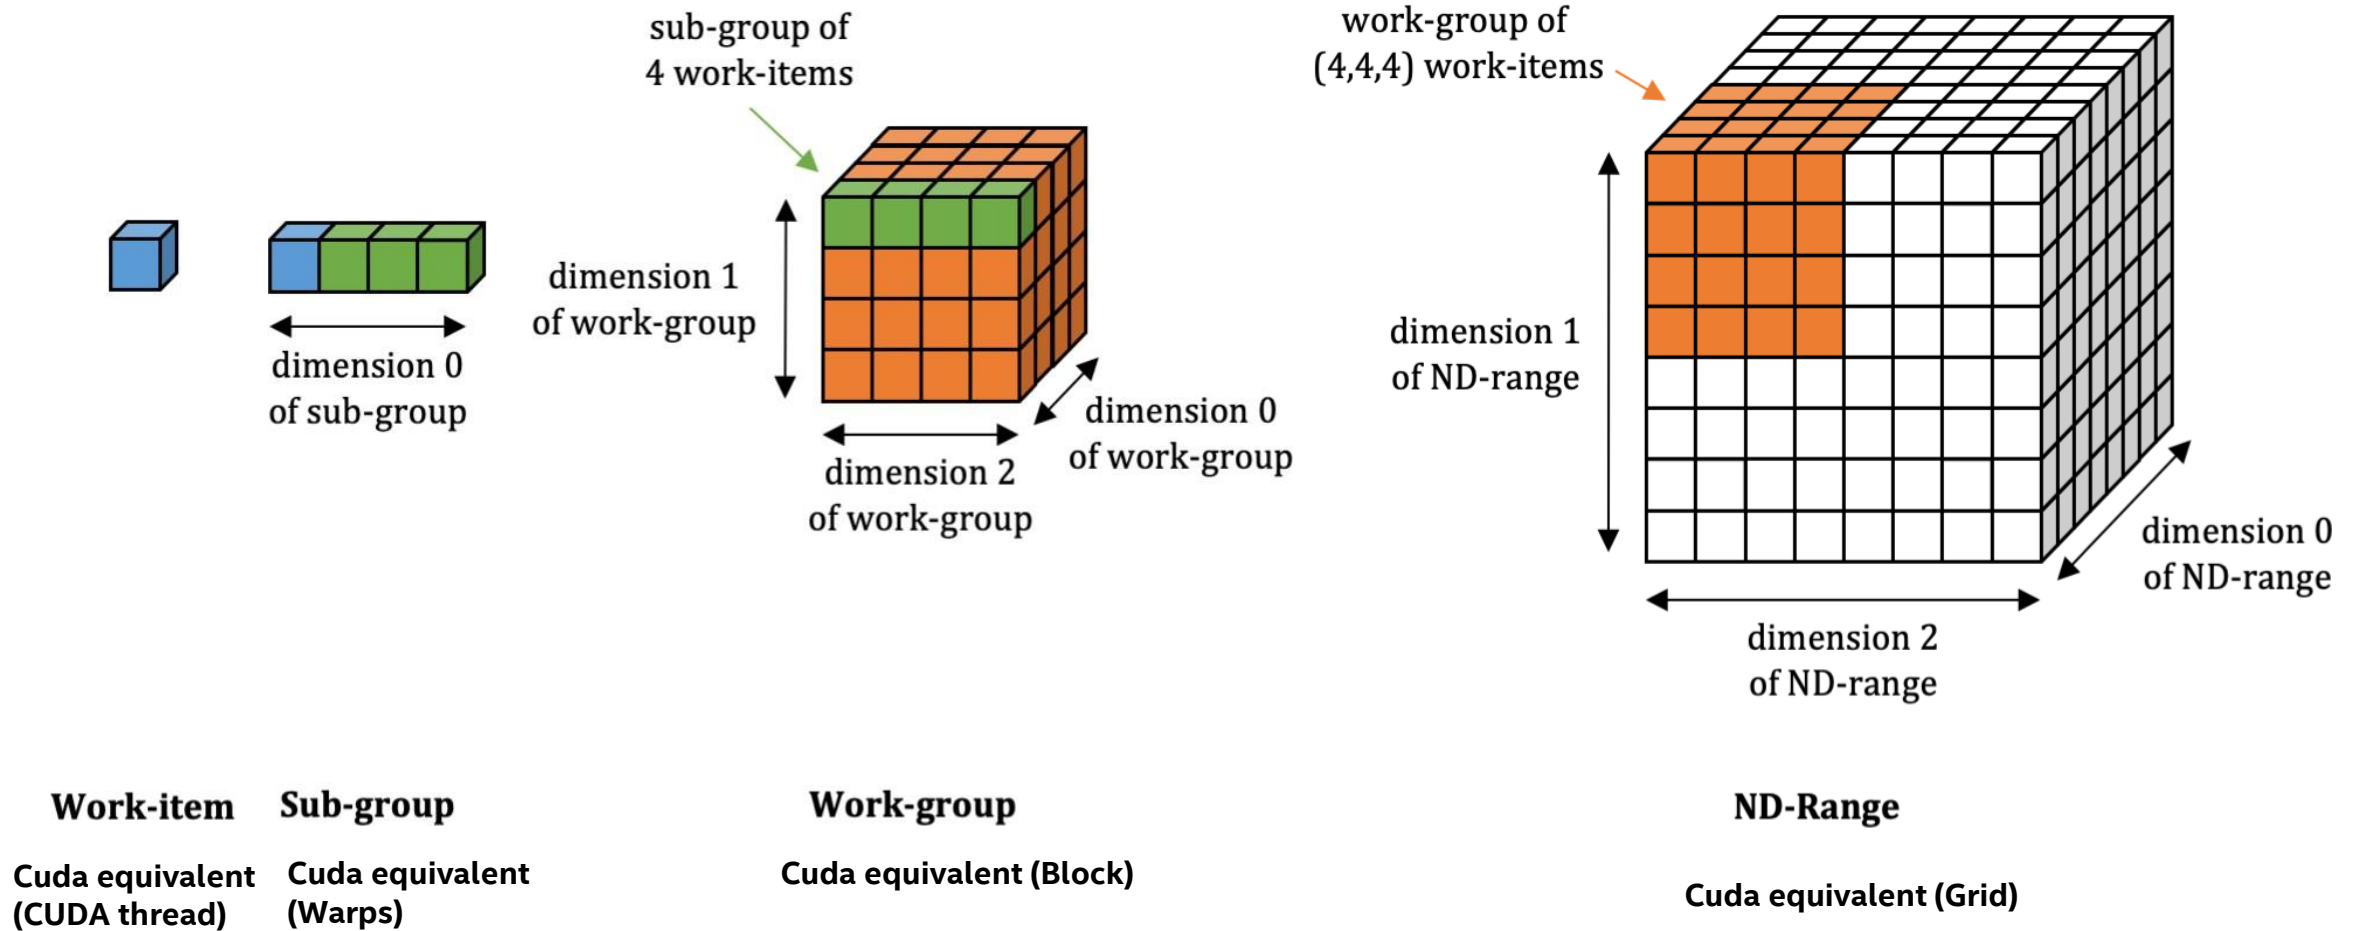 sub-group of
4 work-items
work-group of
(4,4,4) work-items
dimension 0
of sub-group
dimension 1
of work-group
dimension 2
of work-group
dimension 0
of work-group
dimension 1
of ND-range
dimension 2
of ND-range
dimension 0
of ND-range
Work-item
Sub-group
Work-group
ND-Range
Cuda equivalent
(CUDA thread)
Cuda equivalent
(Warps)
Cuda equivalent (Block)
Cuda equivalent (Grid)